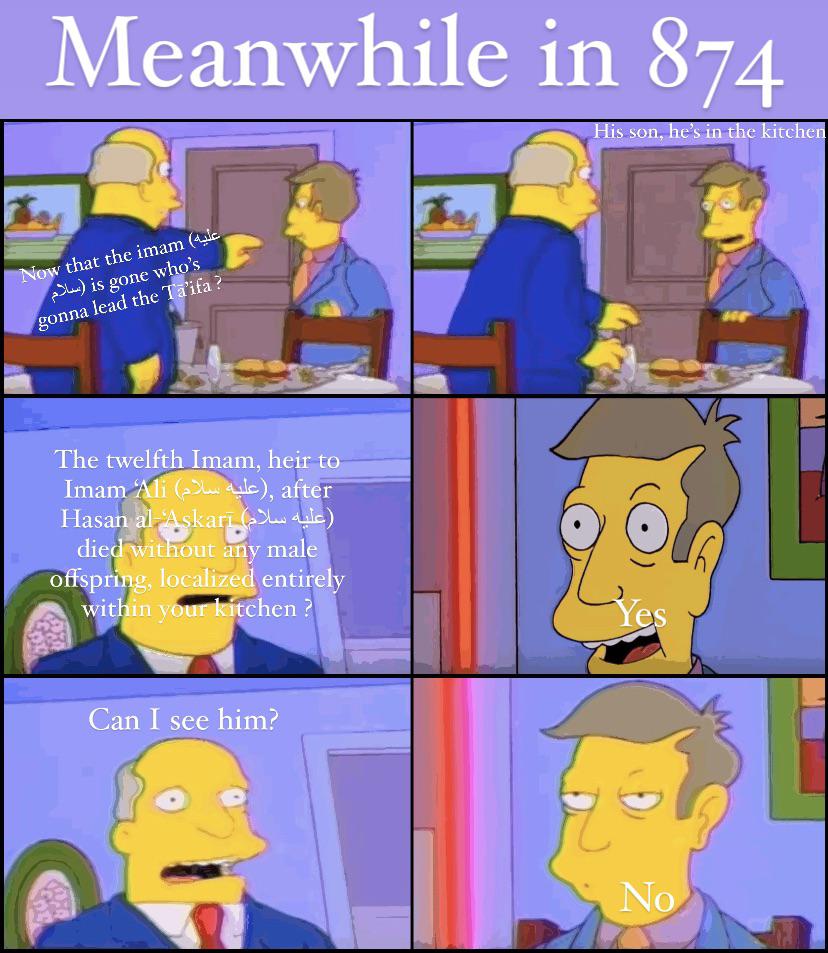 Meanwhile in 874
Now that the imam (عليه
سلام) is gone who's
gonna lead the Tā'ifa ?
His son, he's in the kitchen
The twelfth Imam, heir to
Imam 'Ali (عليه سلام), after
Hasan al-'Askarī (عليه سلام)
died without any male
offspring, localized entirely
within your kitchen ?
Yes
Can I see him?
No